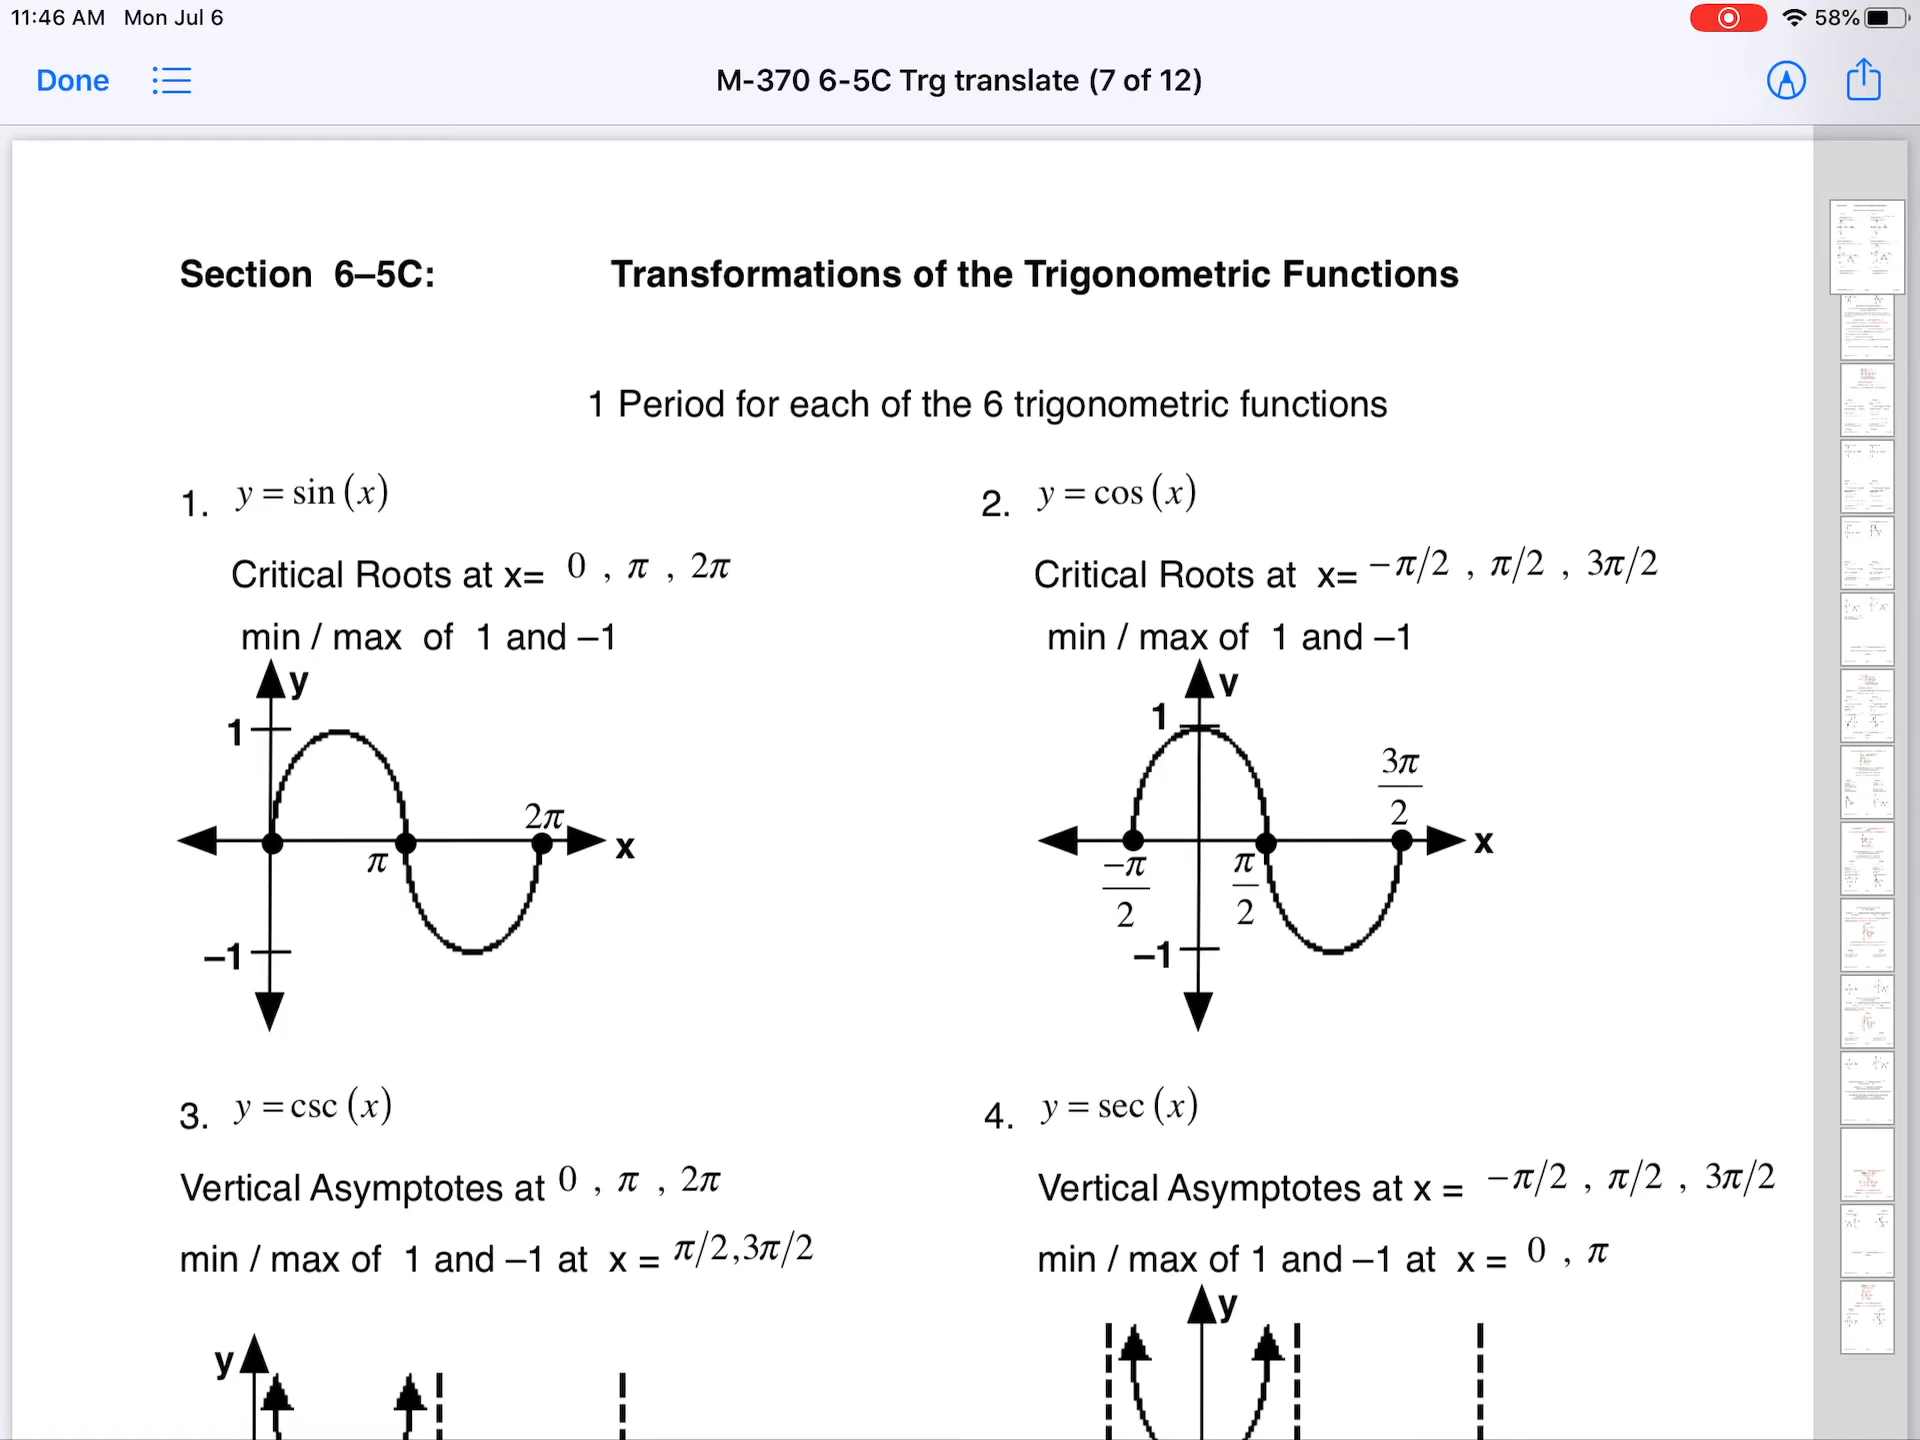 11:46 AM Mon Jul 6
58%
Done
M-370 6-5C Trg translate (7 of 12)
Section 6–5C: Transformations of the Trigonometric Functions
1 Period for each of the 6 trigonometric functions
1. y = sin (x)
Critical Roots at x= 0 , π , 2π
min / max of 1 and –1
y
1
2π
x
π
–1
2. y = cos (x)
Critical Roots at x= −π/2 , π/2 , 3π/2
min / max of 1 and –1
y
1
3π
2
x
−π
2
π
2
–1
3. y = csc (x)
Vertical Asymptotes at 0 , π , 2π
min / max of 1 and –1 at x = π/2,3π/2
y
4. y = sec (x)
Vertical Asymptotes at x = −π/2 , π/2 , 3π/2
min / max of 1 and –1 at x = 0 , π
y